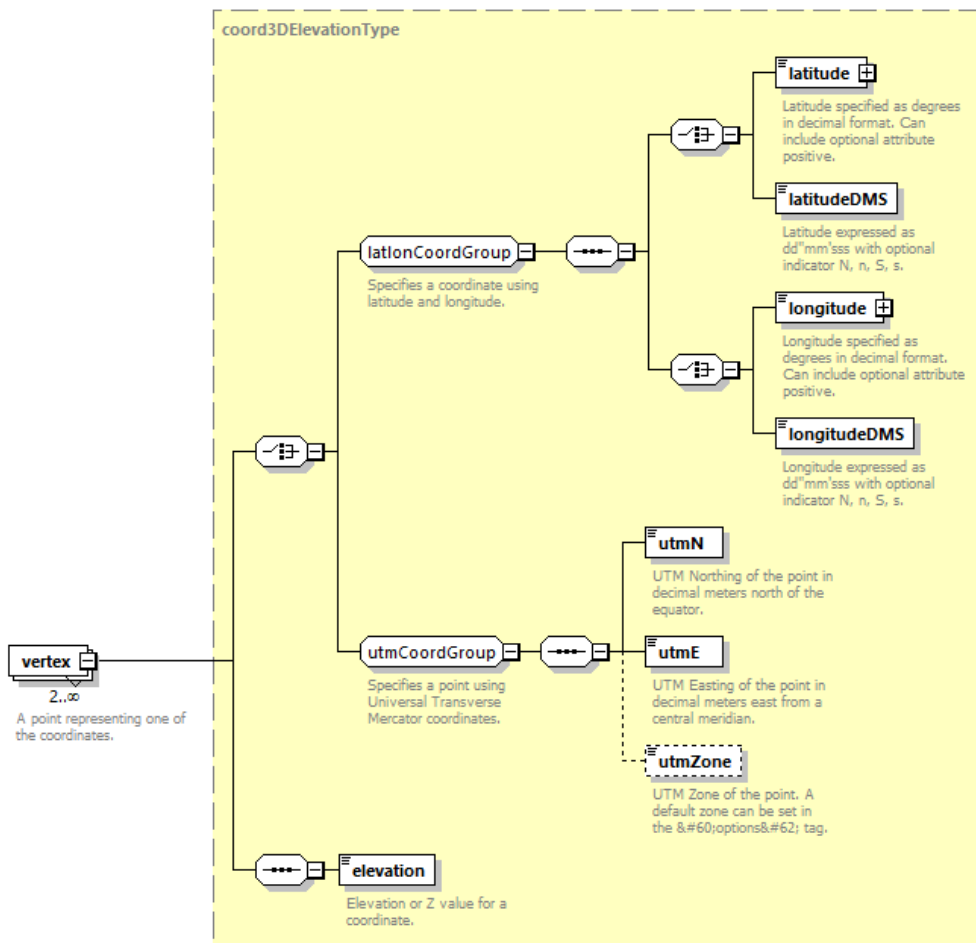 coord3DElevationType
latitude
Latitude specified as degrees
in decimal format. Can
include optional attribute
positive.
latitudeDMS
Latitude expressed as
dd"mm'sss with optional
indicator N, n, S, s.
latlonCoordGroup
Specifies a coordinate using
latitude and longitude.
longitude
Longitude specified as
degrees in decimal format.
Can include optional attribute
positive.
longitudeDMS
Longitude expressed as
dd"mm'sss with optional
indicator N, n, S, s.
utmN
UTM Northing of the point in
decimal meters north of the
equator.
utmCoordGroup
Specifies a point using
Universal Transverse
Mercator coordinates.
utmE
UTM Easting of the point in
decimal meters east from a
central meridian.
utmZone
UTM Zone of the point. A
default zone can be set in
the &#60;options&#62; tag.
vertex
2..∞
A point representing one of
the coordinates.
elevation
Elevation or Z value for a
coordinate.